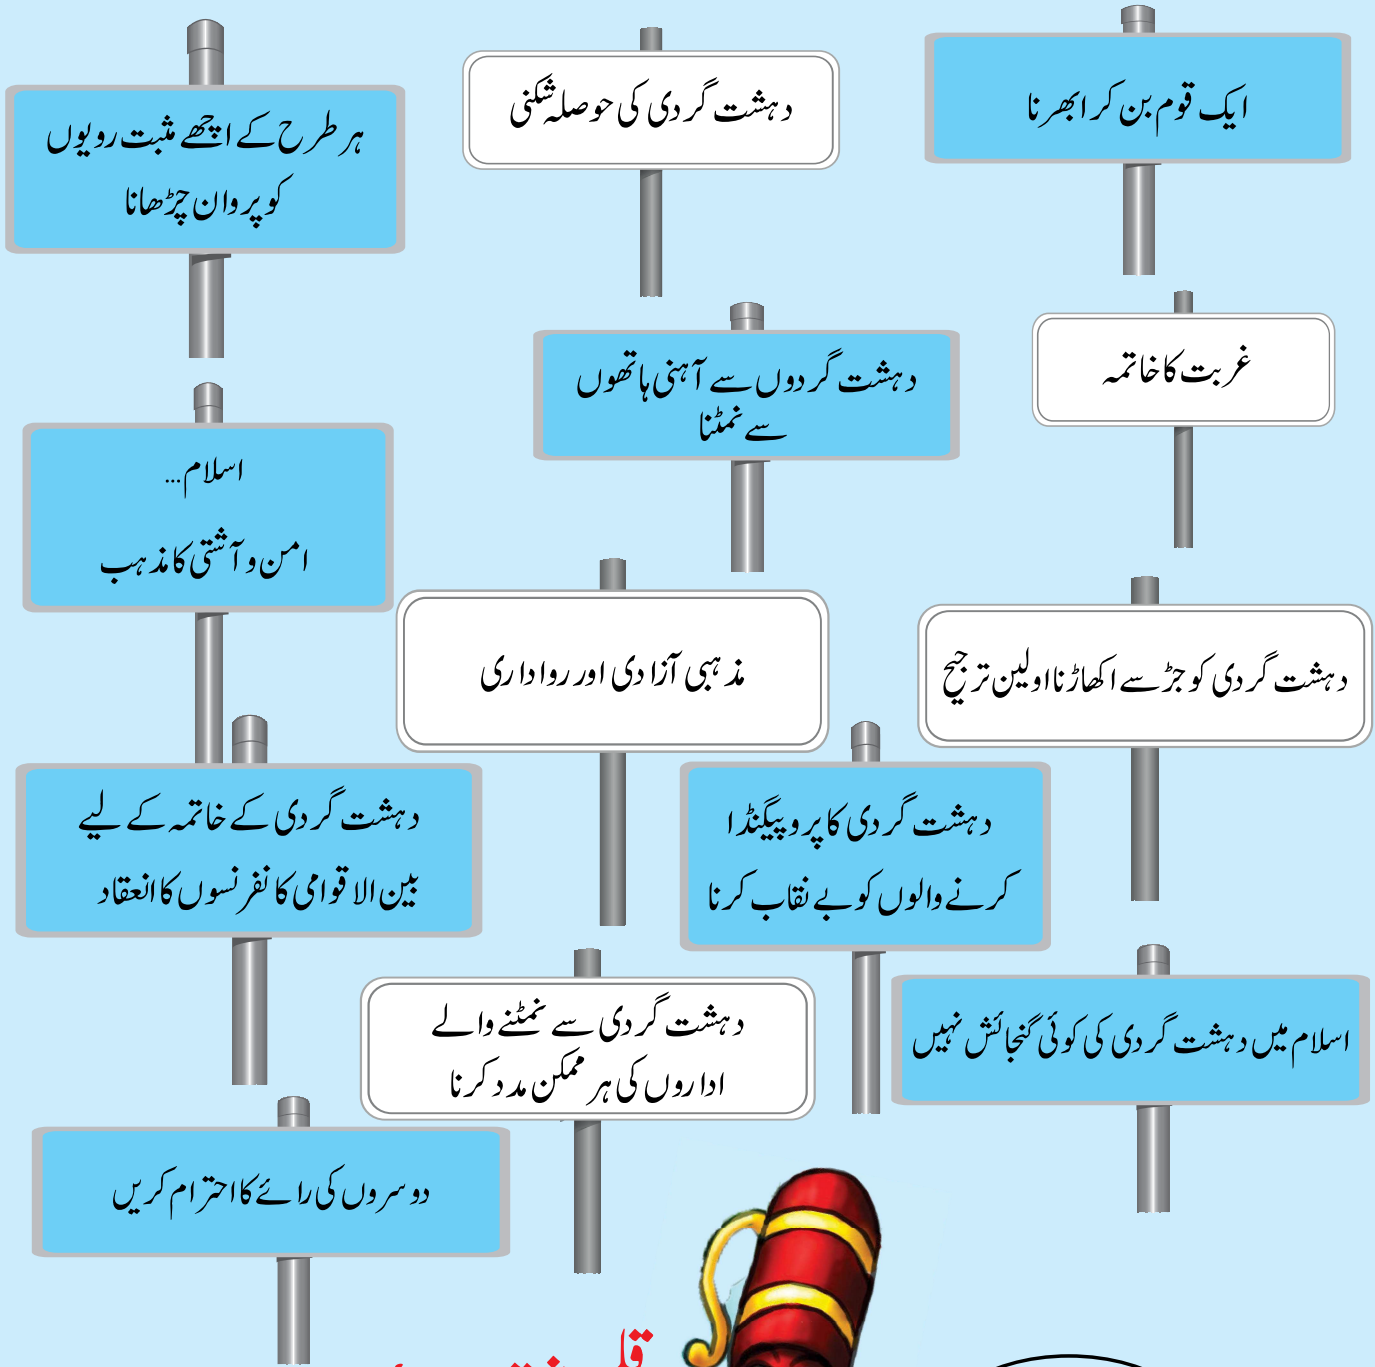 ایک قوم بن کر ابھرنا
دہشت گردی کی حوصلہ شکنی
ہر طرح کے اچھے مثبت رویوں
کو پروان چڑھانا
غربت کا خاتمہ
دہشت گردوں سے آہنی ہاتھوں
سے نمٹنا
اسلام...
امن و آشتی کا مذہب
دہشت گردی کو جڑ سے اکھاڑنا اولین ترجیح
مذہبی آزادی اور رواداری
دہشت گردی کا پروپیگنڈا
کرنے والوں کو بے نقاب کرنا
دہشت گردی کے خاتمہ کے لیے
بین الاقوامی کانفرنسوں کا انعقاد
اسلام میں دہشت گردی کی کوئی گنجائش نہیں
دہشت گردی سے نمٹنے والے
اداروں کی ہر ممکن مدد کرنا
دوسروں کی رائے کا احترام کریں